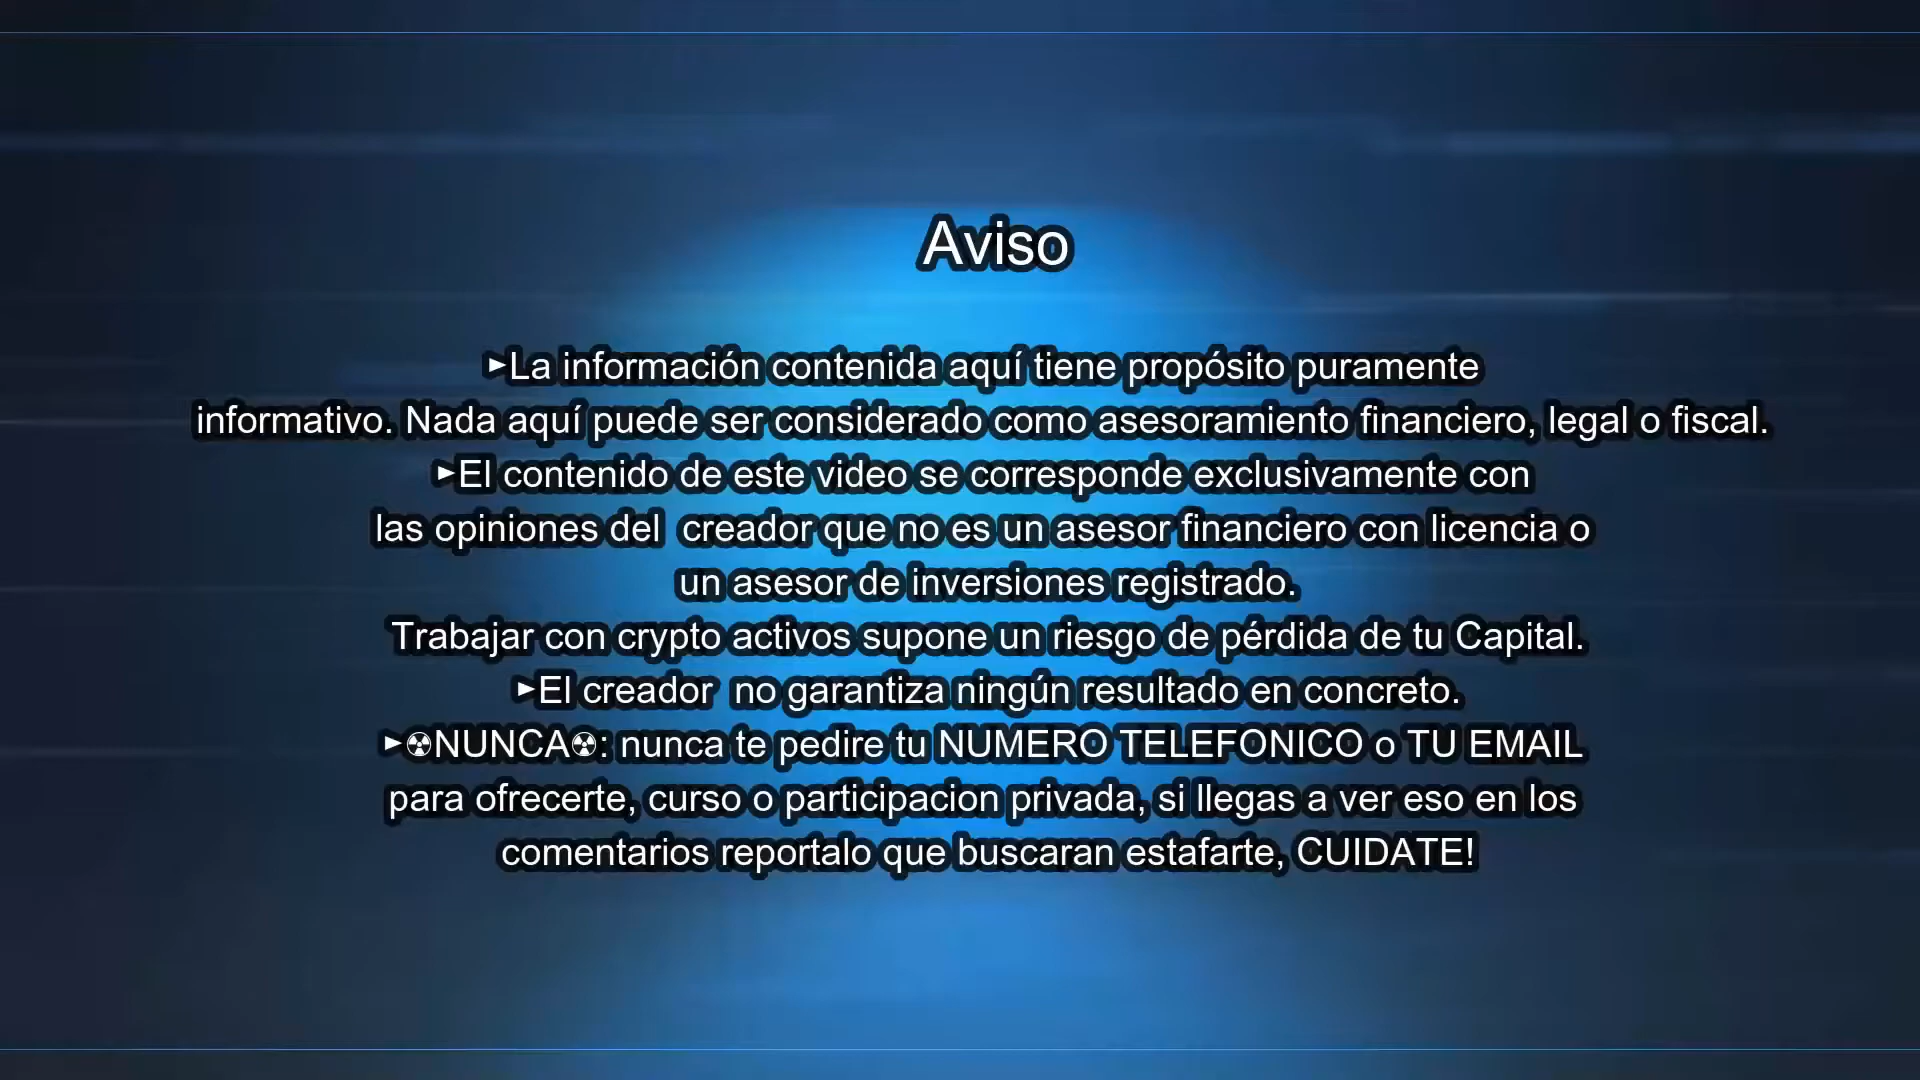 Aviso
►La información contenida aquí tiene propósito puramente
informativo. Nada aquí puede ser considerado como asesoramiento financiero, legal o fiscal.
►El contenido de este video se corresponde exclusivamente con
las opiniones del  creador que no es un asesor financiero con licencia o
un asesor de inversiones registrado.
Trabajar con crypto activos supone un riesgo de pérdida de tu Capital.
►El creador  no garantiza ningún resultado en concreto.
►☢NUNCA☢: nunca te pedire tu NUMERO TELEFONICO o TU EMAIL
para ofrecerte, curso o participacion privada, si llegas a ver eso en los
comentarios reportalo que buscaran estafarte, CUIDATE!